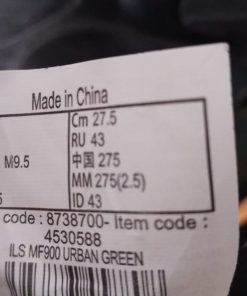 Made in China
Cm 27.5
RU 43
M9.5 中国 275
MM 275(2.5)
5 ID 43
code : 8738700- Item code :
4530588
ILS MF900 URBAN GREEN